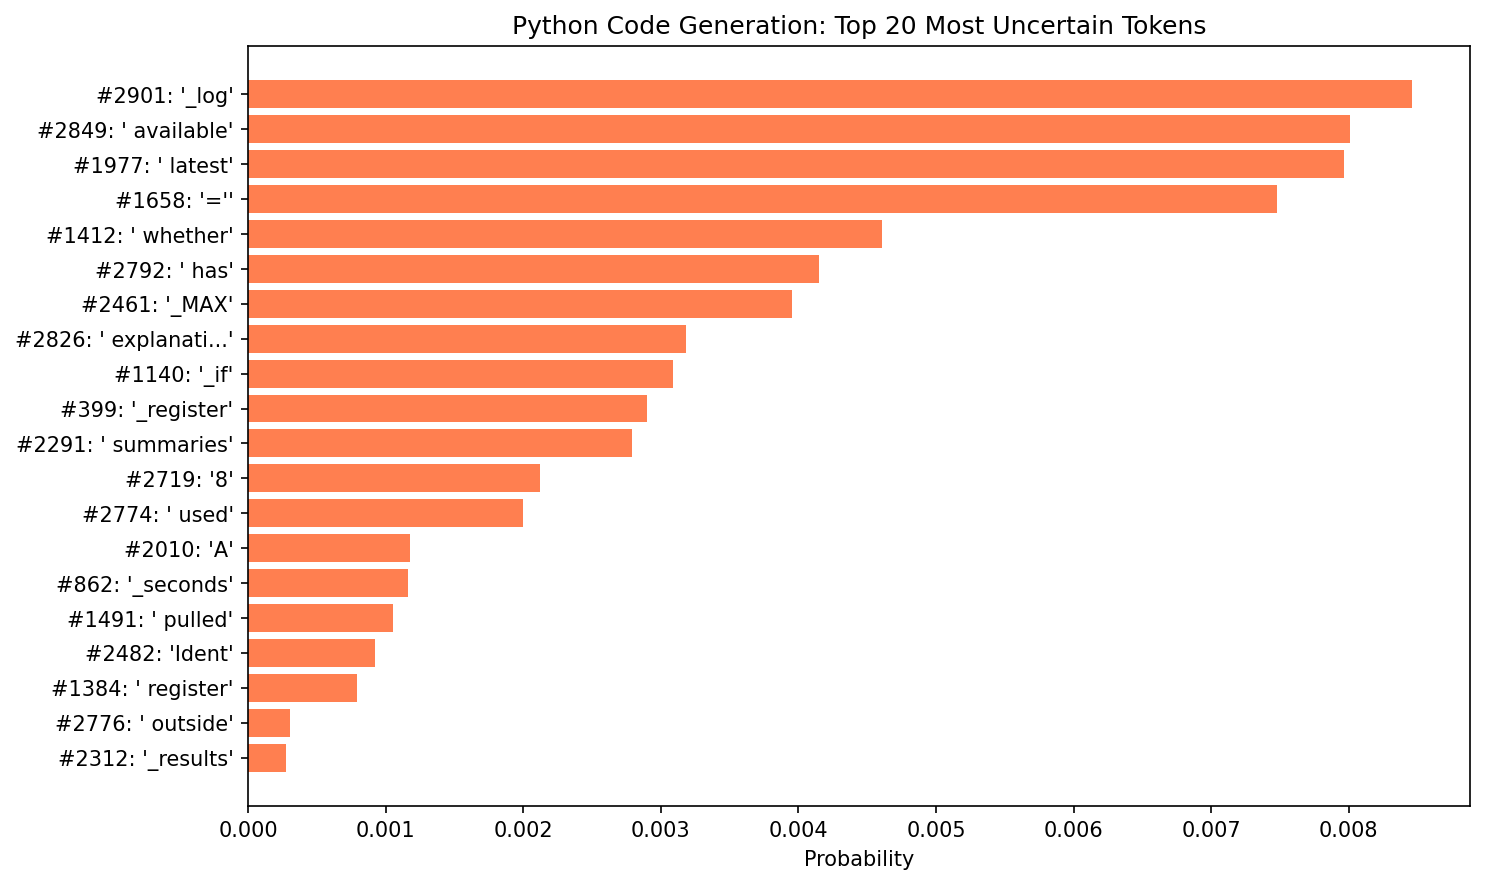 Python Code Generation: Top 20 Most Uncertain Tokens
#2901: '_log'
#2849: ' available'
#1977: ' latest'
#1658: '=''
#1412: ' whether'
#2792: ' has'
#2461: '_MAX'
#2826: ' explanati...'
#1140: '_if'
#399: '_register'
#2291: ' summaries'
#2719: '8'
#2774: ' used'
#2010: 'A'
#862: '_seconds'
#1491: ' pulled'
#2482: 'Ident'
#1384: ' register'
#2776: ' outside'
#2312: '_results'
0.000 0.001 0.002 0.003 0.004 0.005 0.006 0.007 0.008
Probability